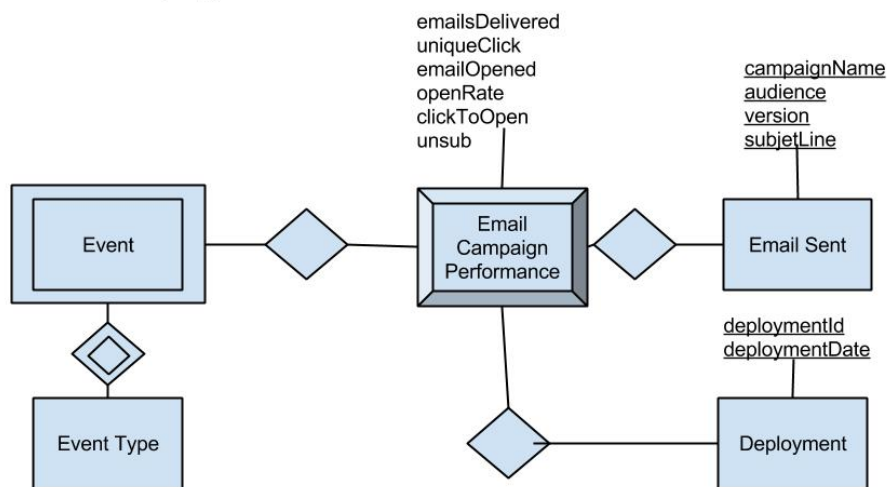 emailsDelivered
uniqueClick
emailOpened
openRate
clickToOpen
unsub
campaignName
audience
version
subjetLine
Event
Email
Campaign
Performance
Email Sent
deploymentId
deploymentDate
Event Type
Deployment